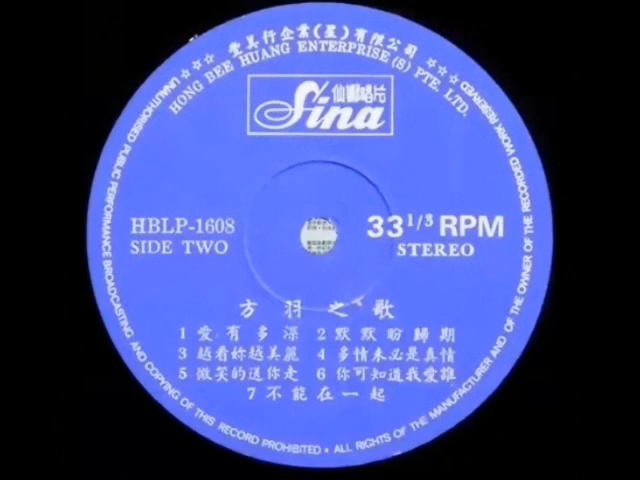 行企業(星)有限公司
HONG BEE HUANG ENTERPRISE (S) PTE. LTD.
仙娜唱片
Sina
HBLP-1608
SIDE TWO
33 1/3 RPM
STEREO
方羽之歌
1 愛有多深 2 默默盼歸期
3 越看妳越美麗 4 多情未必是真情
5 微笑的送你走 6 你可知道我愛誰
7 不能在一起
UNAUTHORISED PUBLIC PERFORMANCE BROADCASTING AND COPYING OF THIS RECORD PROHIBITED • ALL RIGHTS OF THE MANUFACTURER AND OF THE OWNER OF THE RECORDED WORK RESERVED